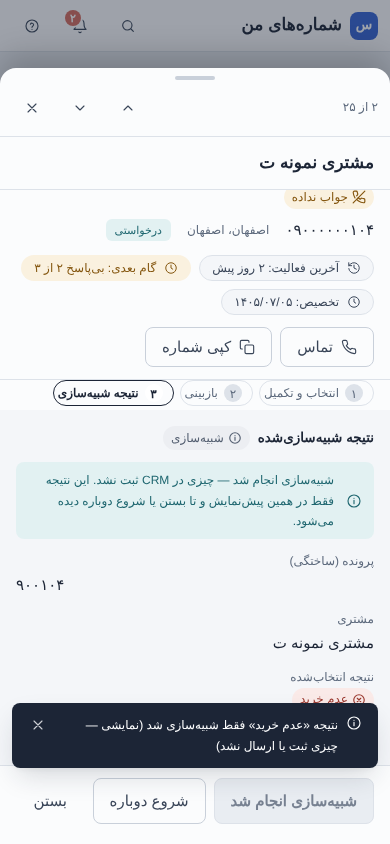 س
شماره‌های من
۲
۲ از ۲۵
مشتری نمونه ت
جواب نداده
۰۹۰۰۰۰۰۰۱۰۴
اصفهان، اصفهان
درخواستی
آخرین فعالیت: ۲ روز پیش
گام بعدی: بی‌پاسخ ۲ از ۳
تخصیص: ۱۴۰۵/۰۷/۰۵
تماس
کپی شماره
۱ انتخاب و تکمیل
۲ بازبینی
۳ نتیجه شبیه‌سازی
نتیجه شبیه‌سازی‌شده
شبیه‌سازی
شبیه‌سازی انجام شد — چیزی در CRM ثبت نشد. این نتیجه
فقط در همین پیش‌نمایش و تا بستن یا شروع دوباره دیده
می‌شود.
پرونده (ساختگی)
۹۰۰۱۰۴
مشتری
مشتری نمونه ت
نتیجه انتخاب‌شده
عدم خرید
نتیجه «عدم خرید» فقط شبیه‌سازی شد (نمایشی —
چیزی ثبت یا ارسال نشد)
شبیه‌سازی انجام شد
شروع دوباره
بستن